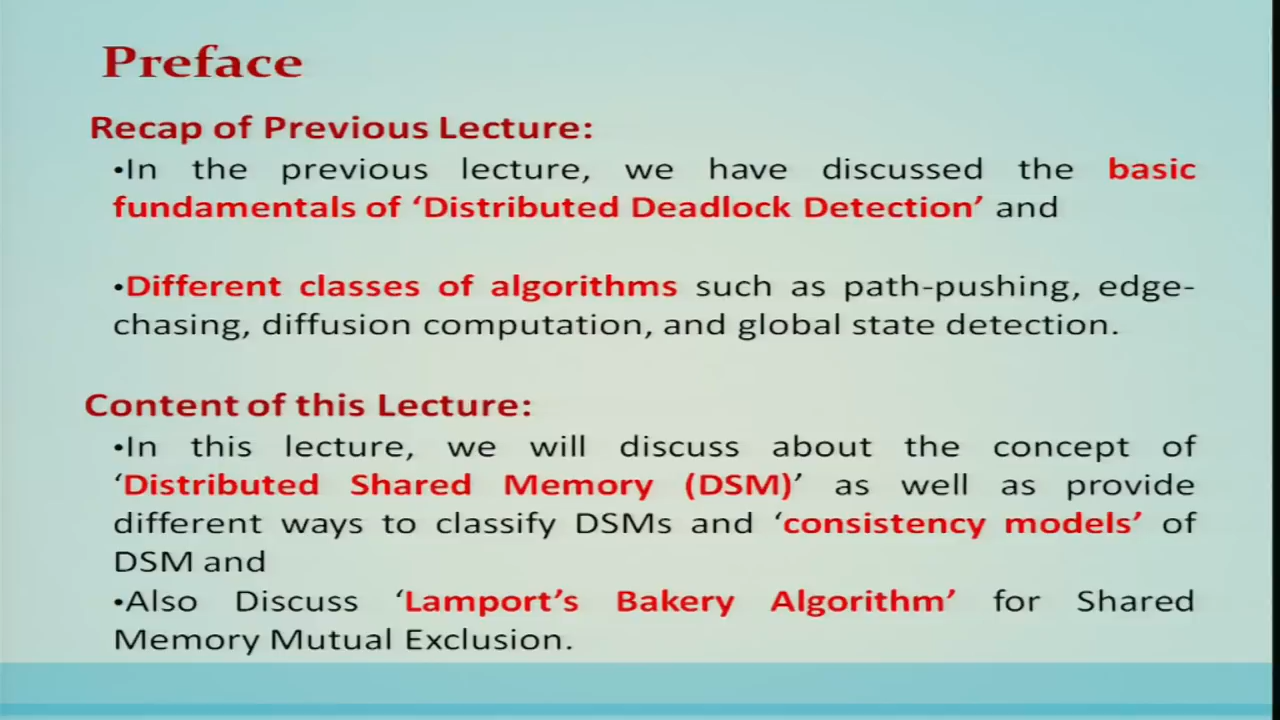 Preface
Recap of Previous Lecture:
•In the previous lecture, we have discussed the basic
fundamentals of ‘Distributed Deadlock Detection’ and
•Different classes of algorithms such as path-pushing, edge-
chasing, diffusion computation, and global state detection.
Content of this Lecture:
•In this lecture, we will discuss about the concept of
‘Distributed Shared Memory (DSM)’ as well as provide
different ways to classify DSMs and ‘consistency models’ of
DSM and
•Also Discuss ‘Lamport’s Bakery Algorithm’ for Shared
Memory Mutual Exclusion.